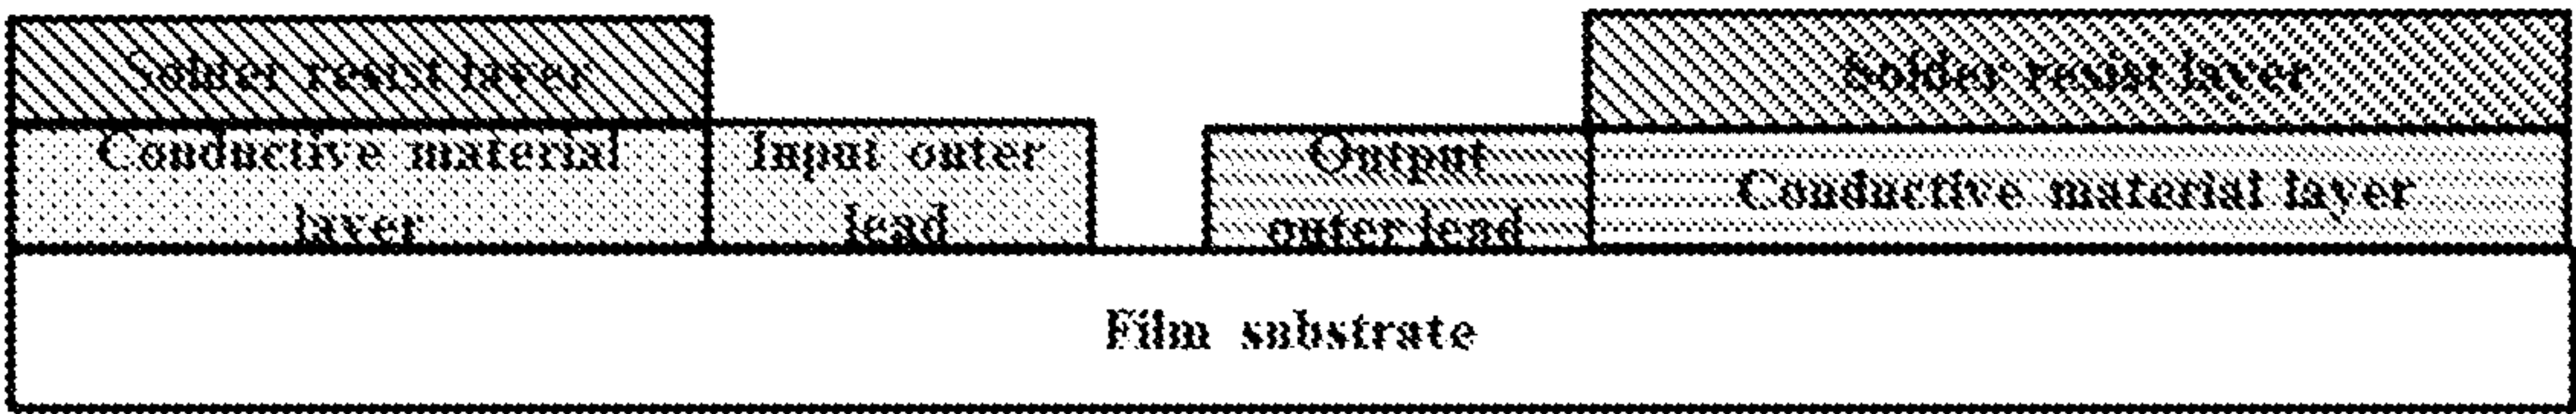 Solder resist layer
Solder resist layer
Conductive material
layer
Input outer
lead
Output
outer lead
Conductive material layer
Film substrate